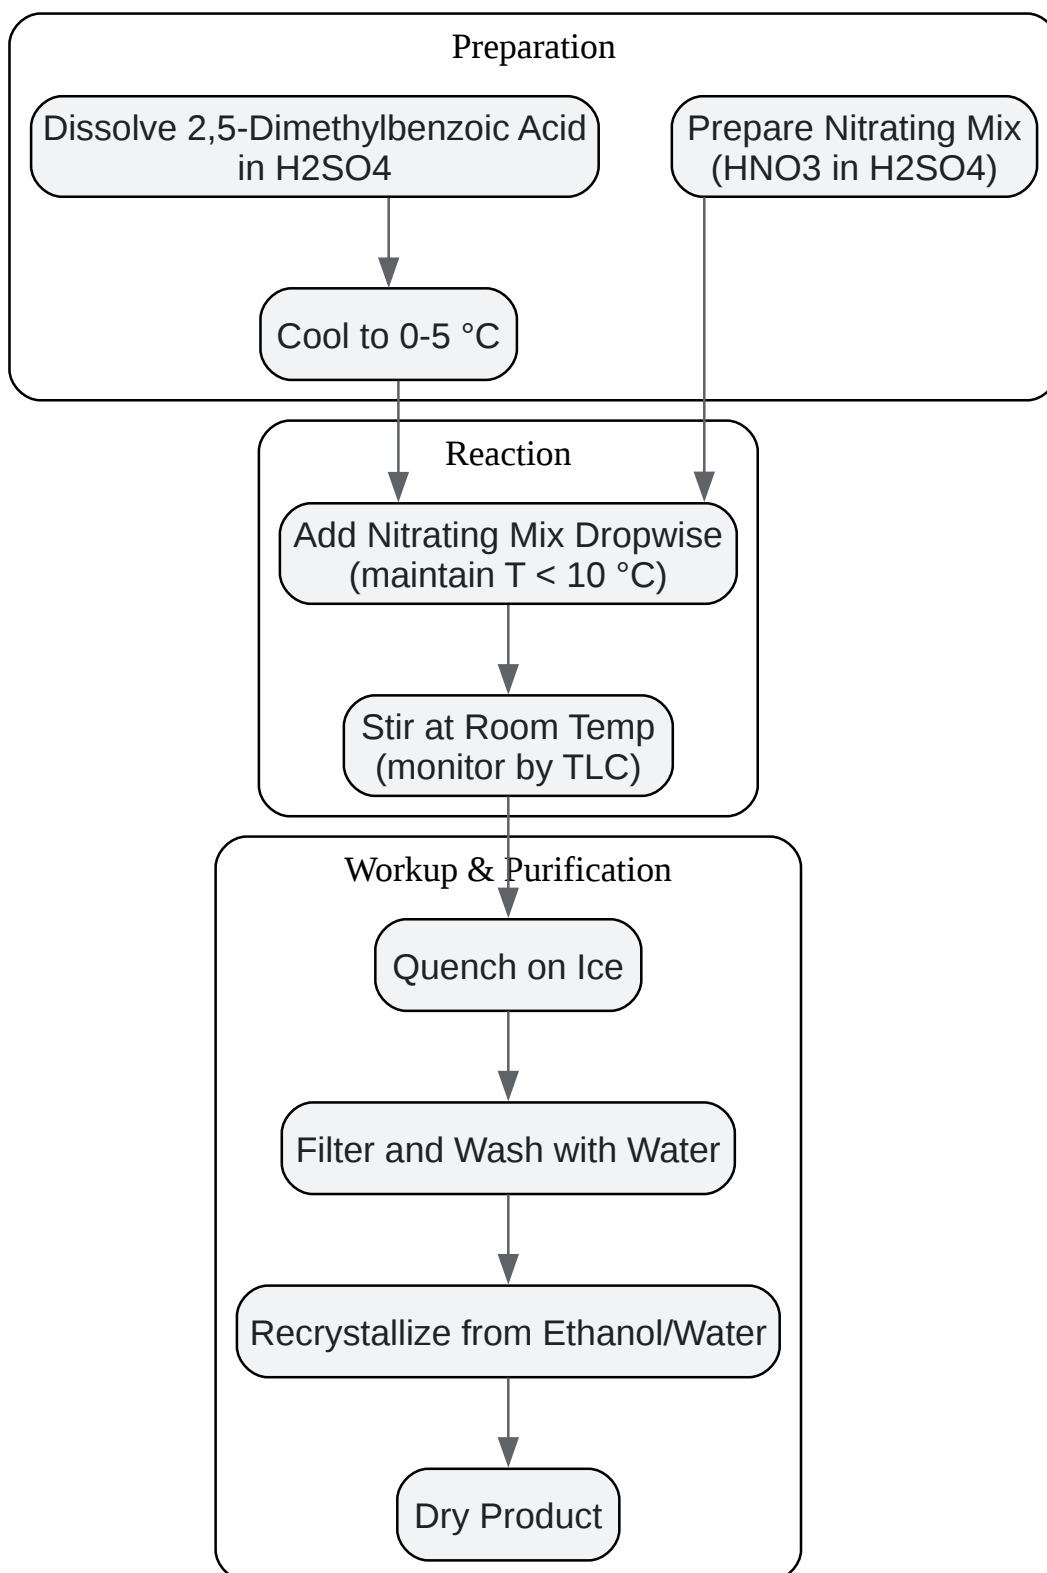 Preparation
Dissolve 2,5-Dimethylbenzoic Acid
in H2SO4
Prepare Nitrating Mix
(HNO3 in H2SO4)
Cool to 0-5 °C
Reaction
Add Nitrating Mix Dropwise
(maintain T < 10 °C)
Stir at Room Temp
(monitor by TLC)
Workup & Purification
Quench on Ice
Filter and Wash with Water
Recrystallize from Ethanol/Water
Dry Product